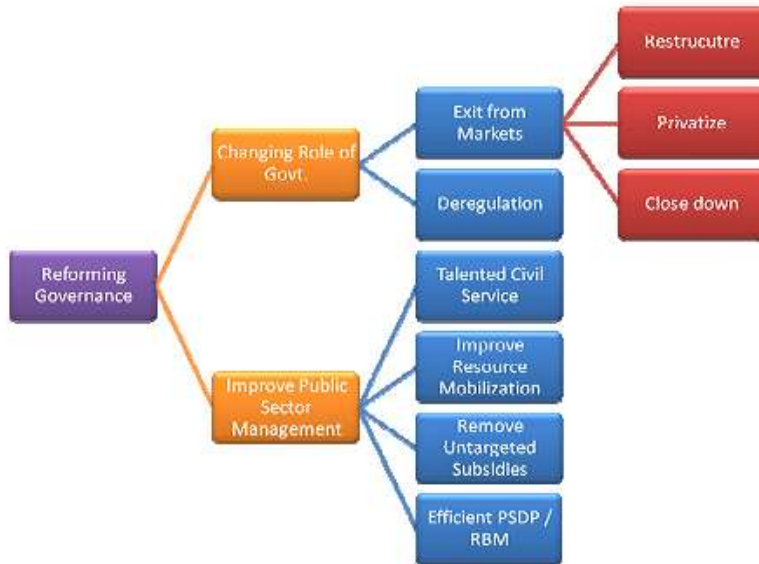 Reforming
Governance
Changing Role of
Govt.
Exit from
Markets
Restrucutre
Privatize
Close down
Deregulation
Improve Public
Sector
Management
Talented Civil
Service
Improve
Resource
Mobilization
Remove
Untargeted
Subsidies
Efficient PSDP /
RBM